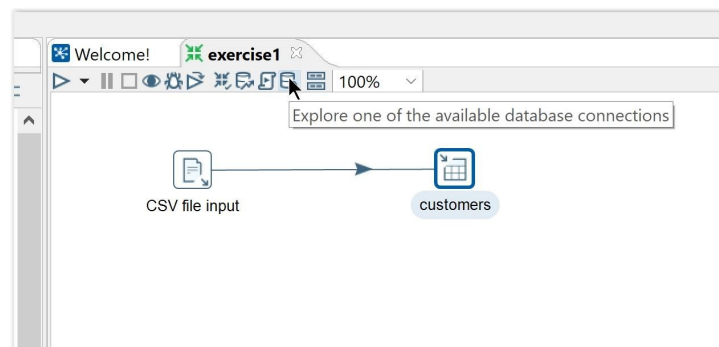 Welcome!
exercise1
100%
Explore one of the available database connections
CSV file input
customers